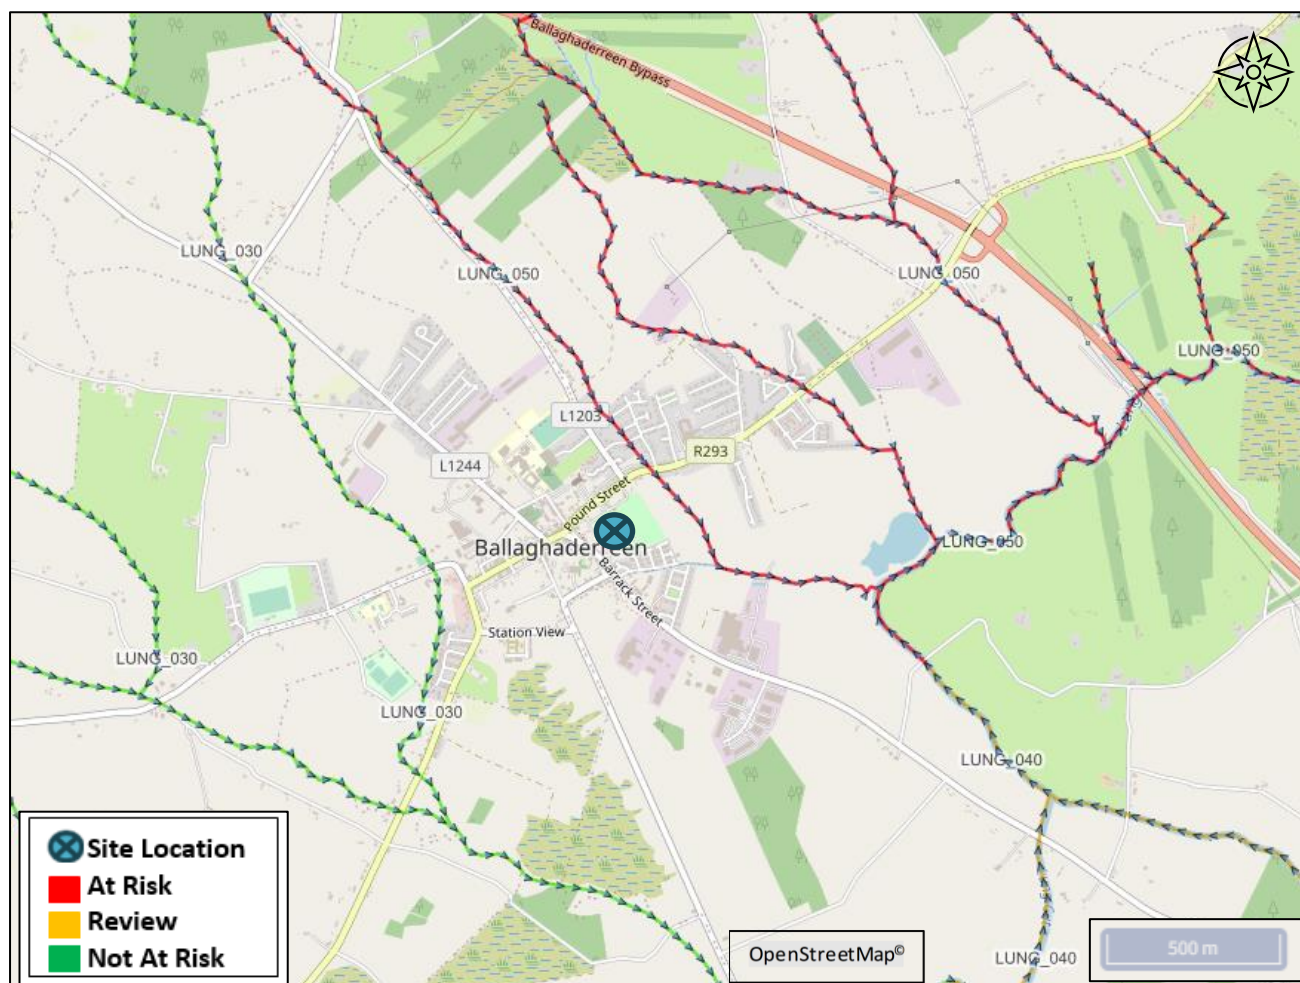 Ballaghaderreen Bypass
LUNG_030
LUNG_050
LUNG_050
LUNG_050
L1203
R293
L1244
Pound Street
Ballaghaderreen
LUNG_050
Barrack Street
Station View
LUNG_030
LUNG_030
LUNG_040
LUNG_040
Site Location
At Risk
Review
Not At Risk
OpenStreetMap©
500 m